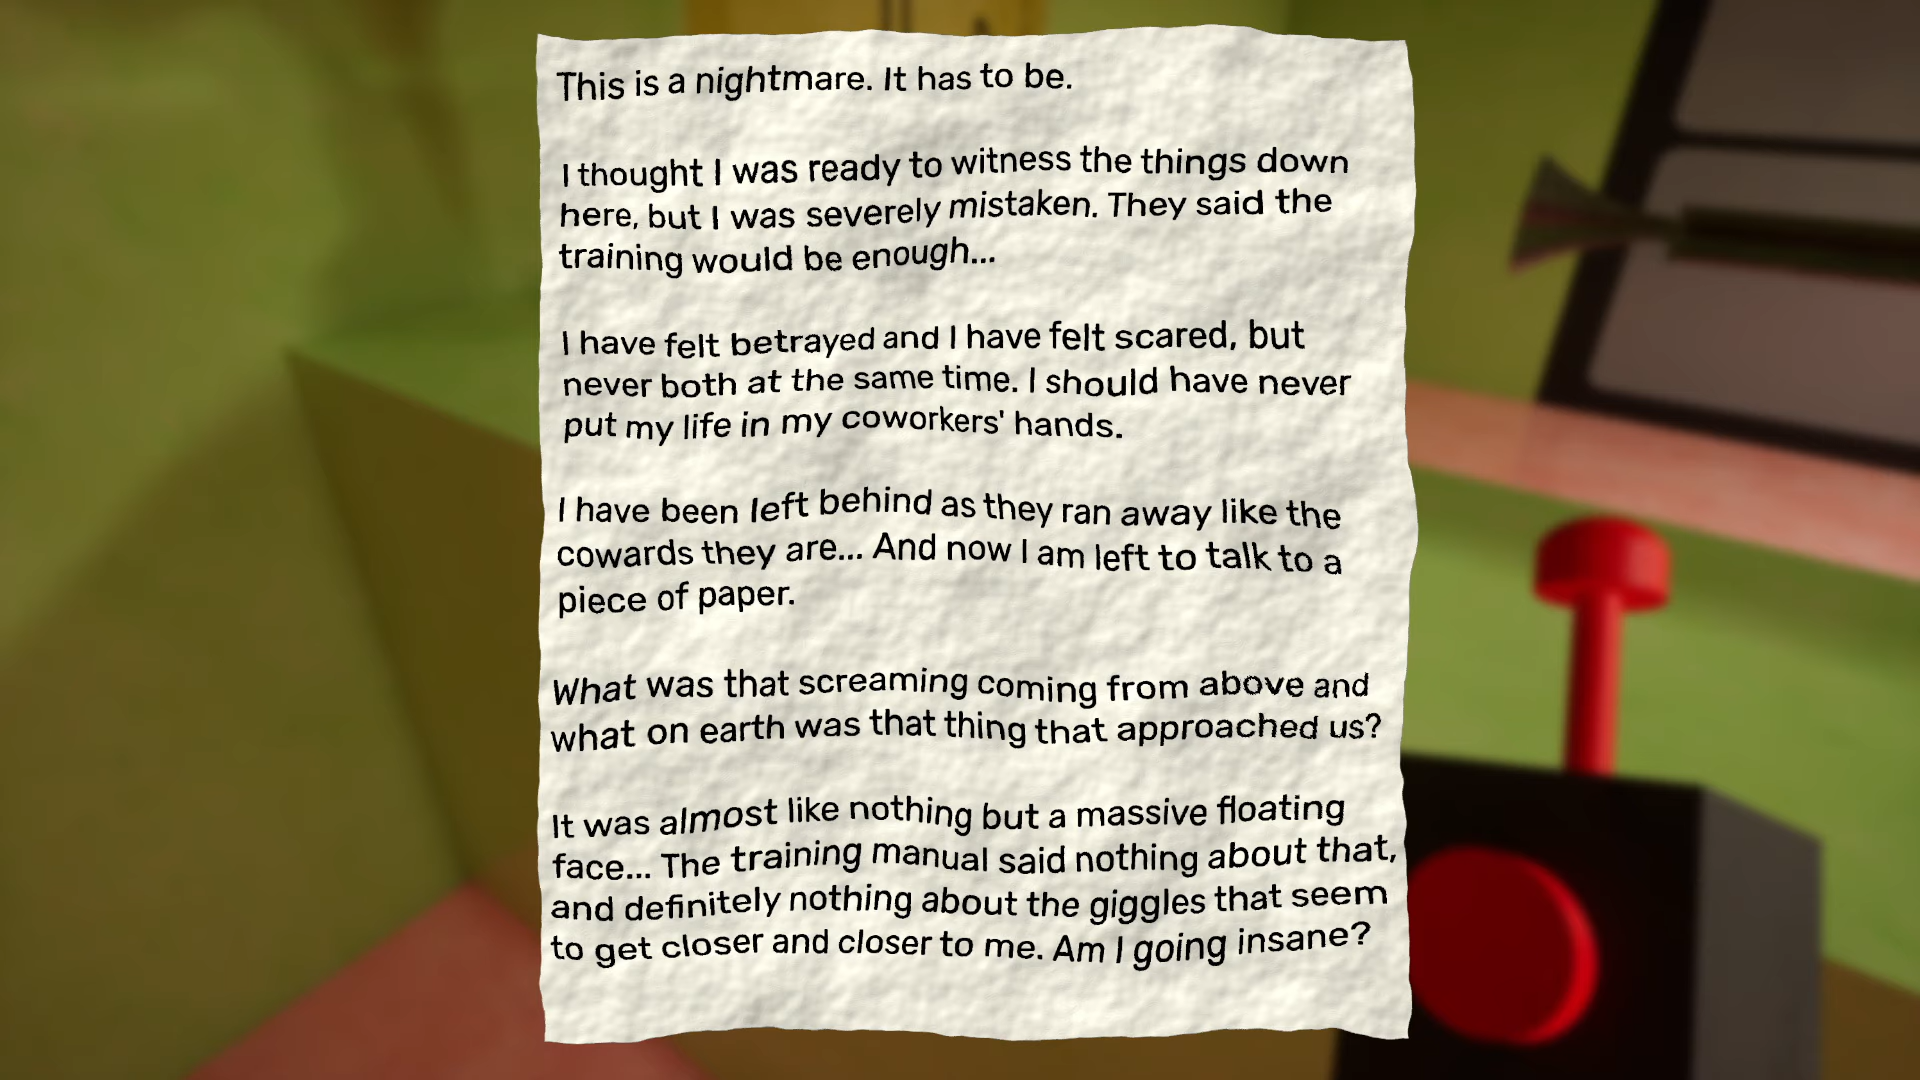 This is a nightmare. It has to be.
I thought I was ready to witness the things down
here, but I was severely mistaken. They said the
training would be enough...
I have felt betrayed and I have felt scared, but
never both at the same time. I should have never
put my life in my coworkers' hands.
I have been left behind as they ran away like the
cowards they are... And now I am left to talk to a
piece of paper.
What was that screaming coming from above and
what on earth was that thing that approached us?
It was almost like nothing but a massive floating
face... The training manual said nothing about that,
and definitely nothing about the giggles that seem
to get closer and closer to me. Am I going insane?